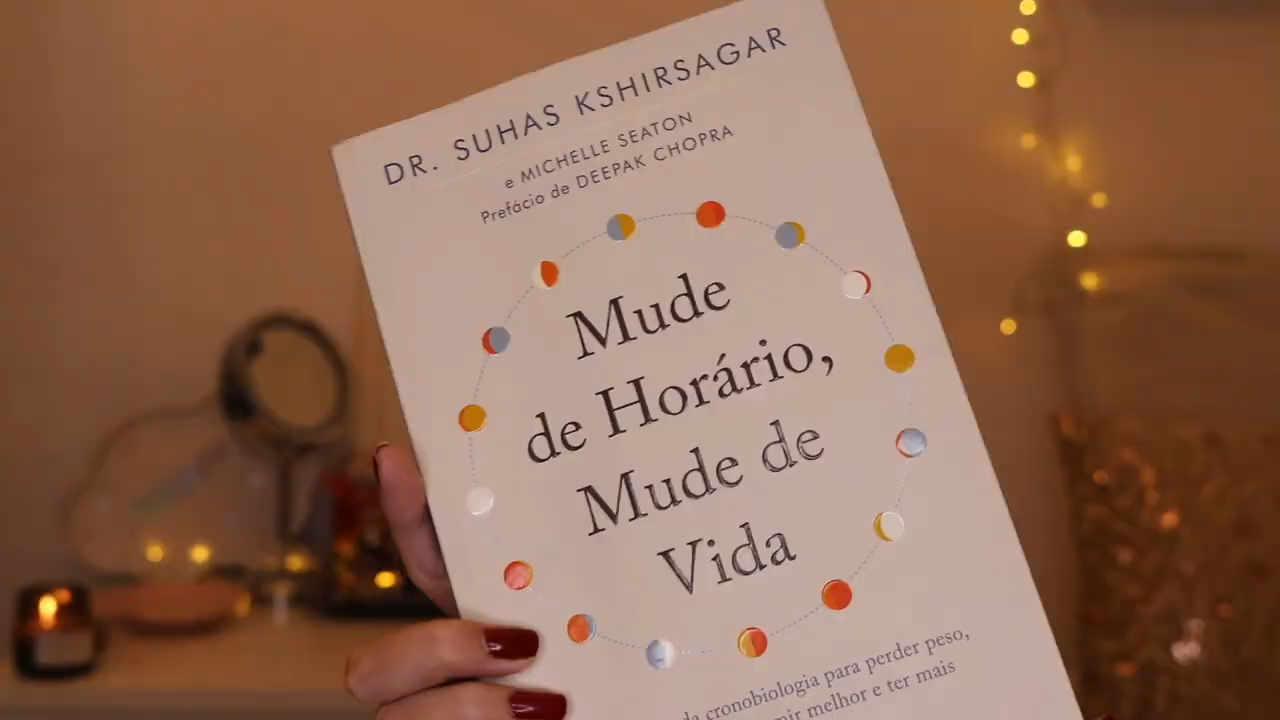 DR. SUHAS KSHIRSAGAR
e MICHELLE SEATON
Prefácio de DEEPAK CHOPRA
Mude
de Horário,
Mude de
Vida
da cronobiologia para perder peso,
melhor e ter mais